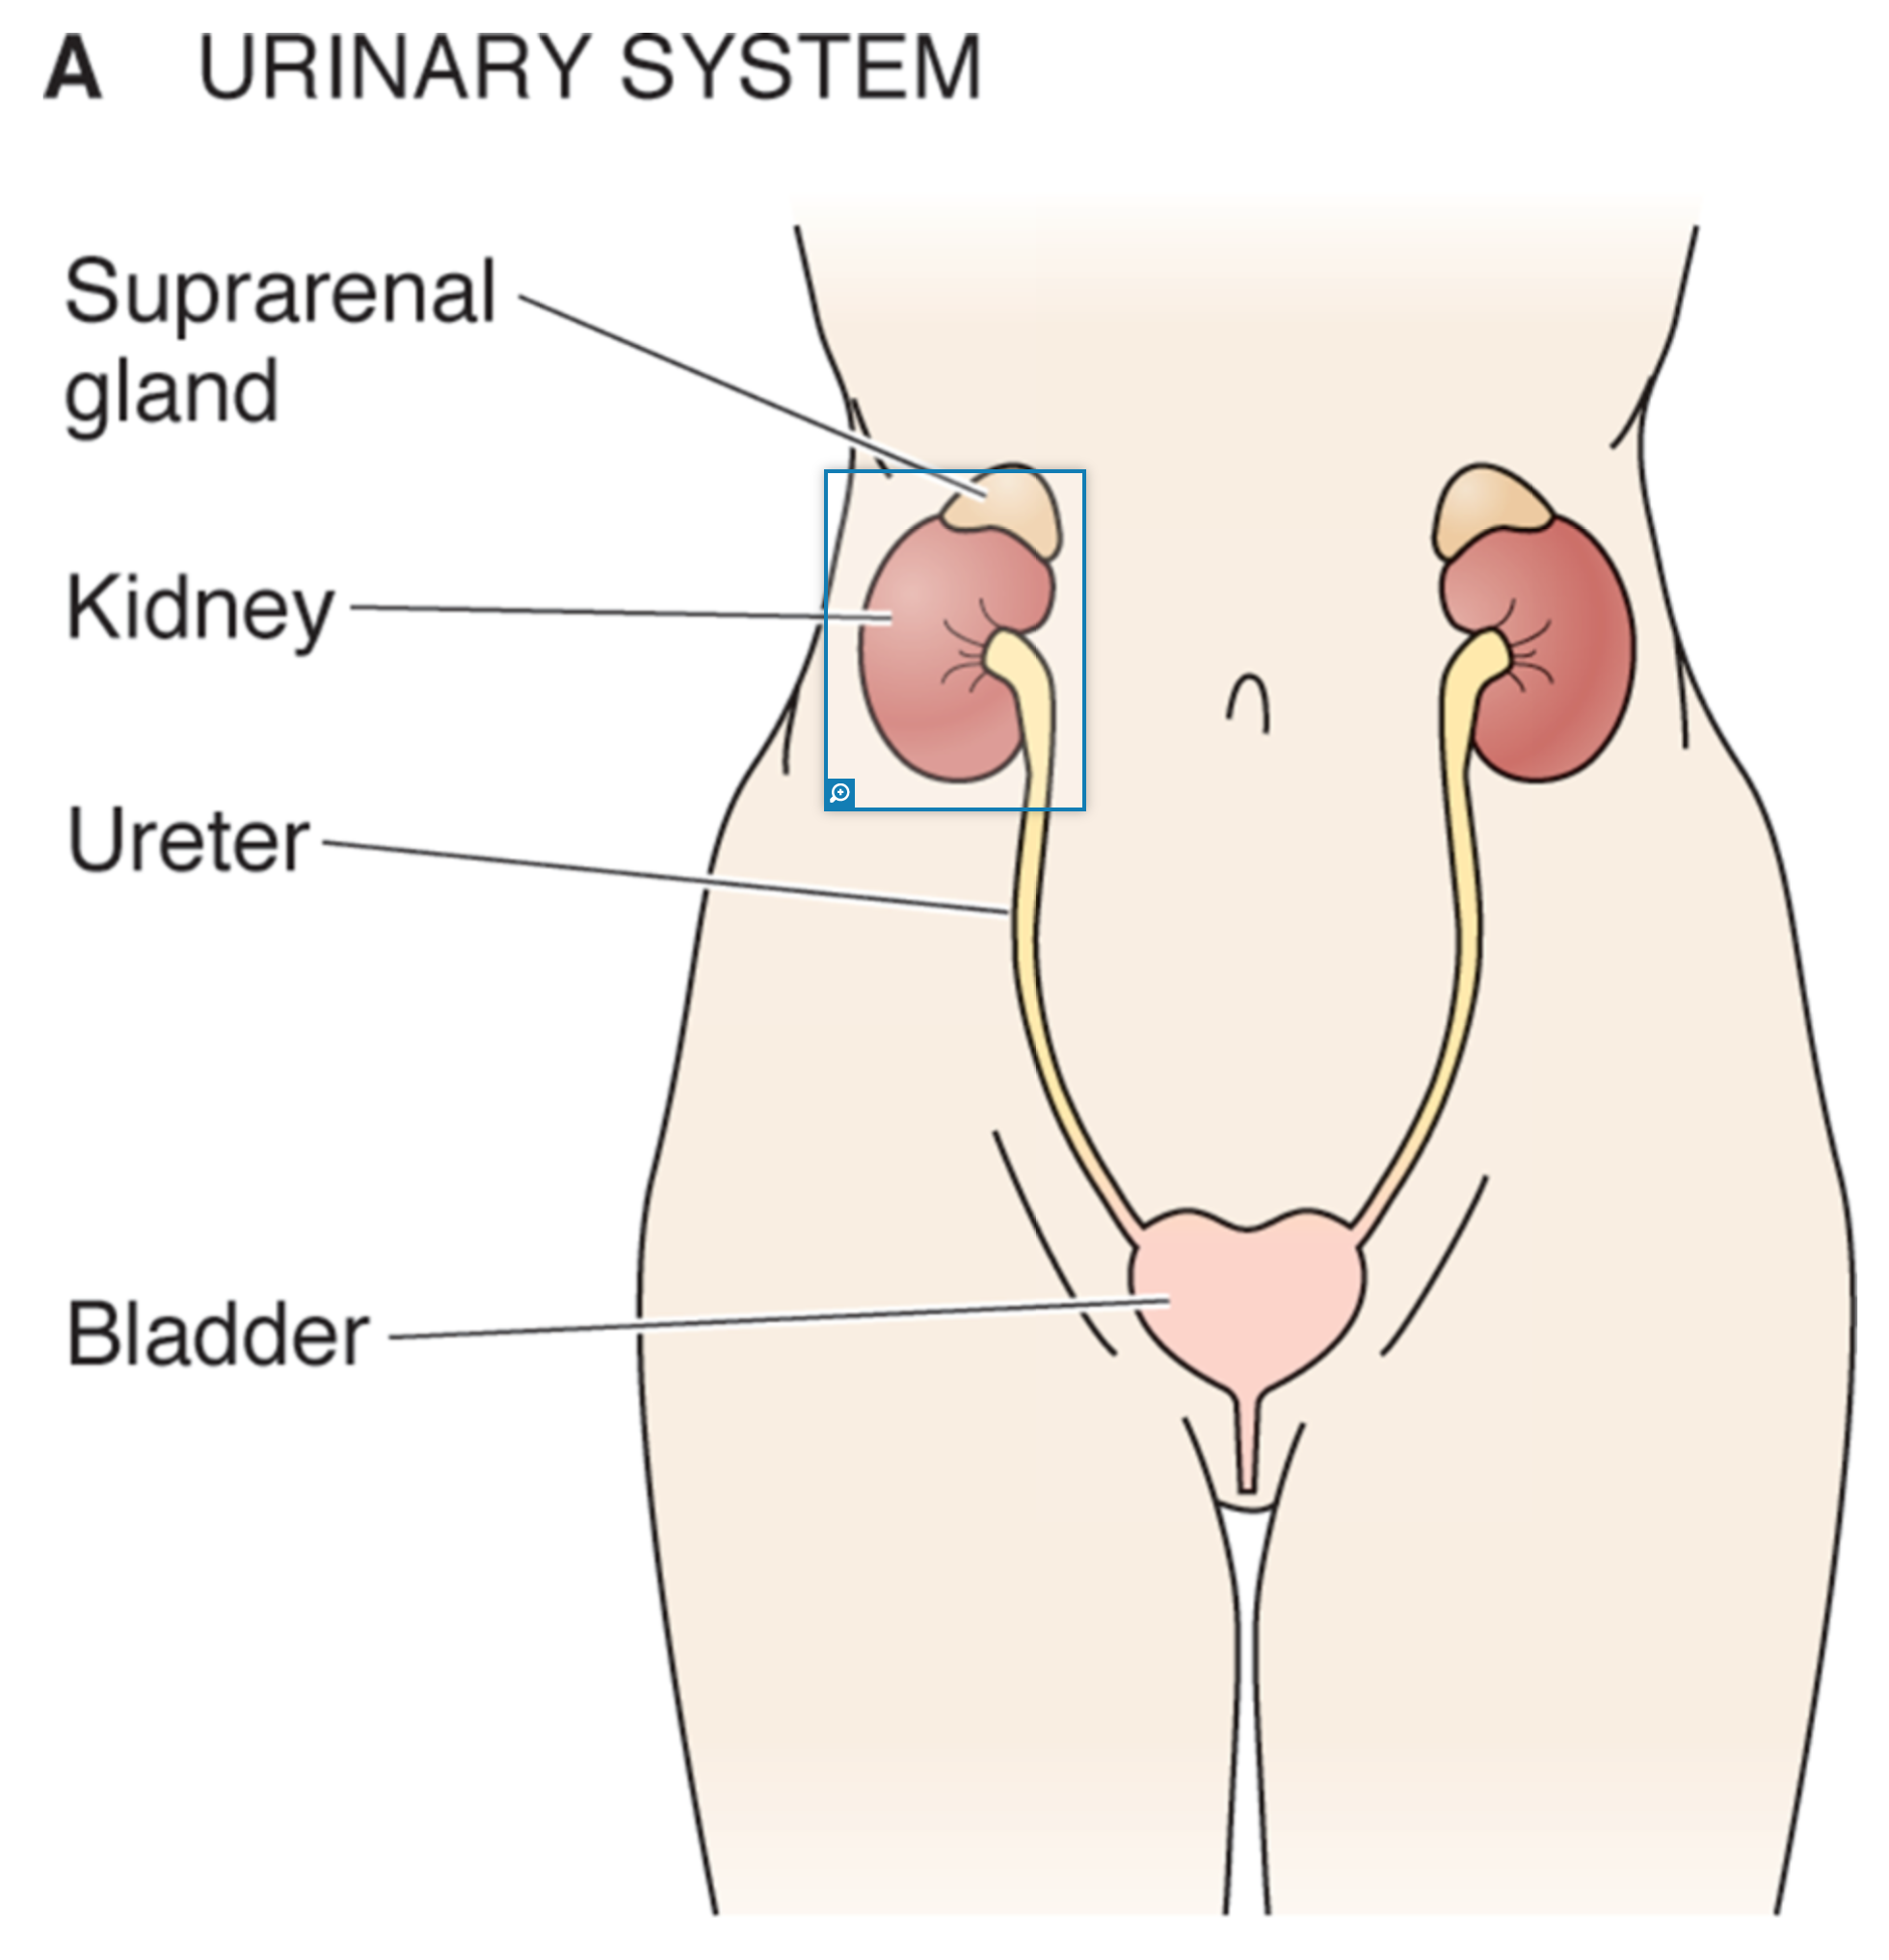 A URINARY SYSTEM
Suprarenal
gland
Kidney
Ureter
Bladder